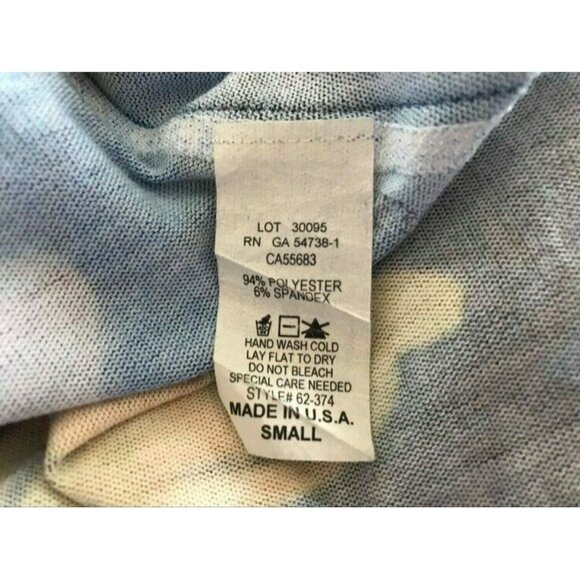 LOT 30095
RN GA 54738-1
CA55683
94% POLYESTER
6% SPANDEX
HAND WASH COLD
LAY FLAT TO DRY
DO NOT BLEACH
SPECIAL CARE NEEDED
STYLE# 62-374
MADE IN U.S.A.
SMALL